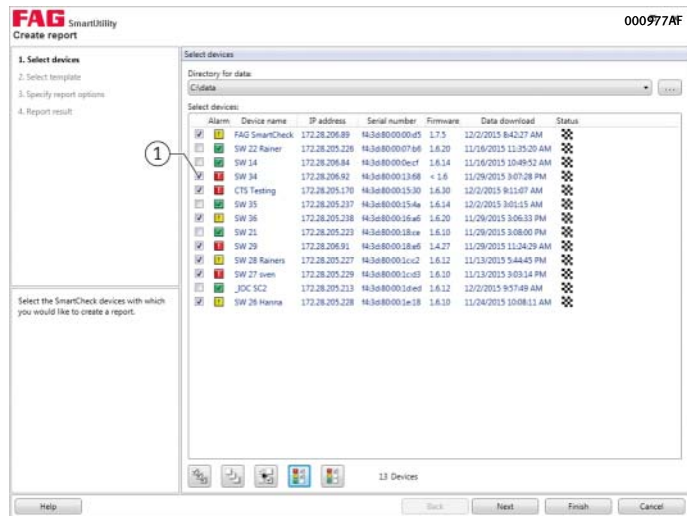 FAG SmartUtility
000977AF
Create report
1. Select devices
2. Select template
3. Specify report options
4. Report result
Select devices
Directory for data:
C:\data
...
Select devices:
Alarm Device name IP address Serial number Firmware Data download Status
FAG SmartCheck 172.28.206.89 f4:3d:80:00:00:d5 1.7.5 12/2/2015 8:42:27 AM
SW 22 Rainer 172.28.205.226 f4:3d:80:00:07:b6 1.6.20 11/16/2015 11:35:20 AM
SW 14 172.28.206.84 f4:3d:80:00:0e:cf 1.6.14 11/16/2015 10:49:52 AM
1
SW 34 172.28.206.92 f4:3d:80:00:13:68 < 1.6 11/29/2015 3:07:28 PM
CTS Testing 172.28.205.170 f4:3d:80:00:15:30 1.6.30 12/2/2015 9:11:07 AM
SW 35 172.28.205.237 f4:3d:80:00:15:4a 1.6.14 12/2/2015 3:01:15 AM
SW 36 172.28.205.238 f4:3d:80:00:16:a6 1.6.20 11/29/2015 3:06:33 PM
SW 21 172.28.205.223 f4:3d:80:00:18:ce 1.6.10 11/29/2015 3:08:00 PM
SW 29 172.28.206.91 f4:3d:80:00:18:e6 1.4.27 11/29/2015 11:24:29 AM
SW 28 Rainers 172.28.205.227 f4:3d:80:00:1c:c2 1.6.12 11/13/2015 5:44:45 PM
SW 27 sven 172.28.205.229 f4:3d:80:00:1c:d3 1.6.10 11/13/2015 3:03:14 PM
_JOC SC2 172.28.205.213 f4:3d:80:00:1d:ed 1.6.12 12/2/2015 9:57:49 AM
SW 26 Hanna 172.28.205.228 f4:3d:80:00:1e:18 1.6.10 11/24/2015 10:08:11 AM
Select the SmartCheck devices with which
you would like to create a report.
13 Devices
Help Back Next Finish Cancel